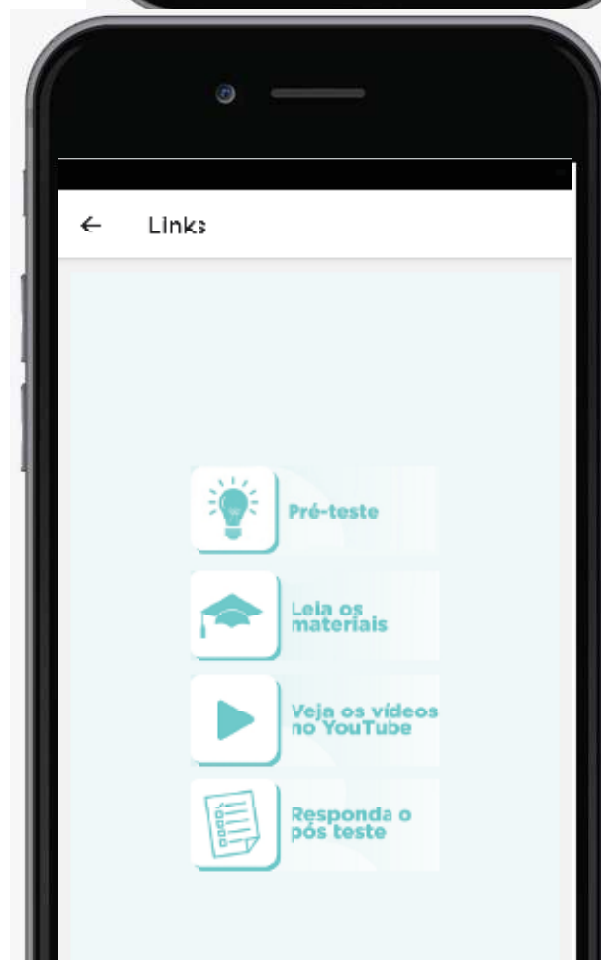 Links
Pré-teste
Leia os
materiais
Veja os vídeos
no YouTube
Responda o
pós teste